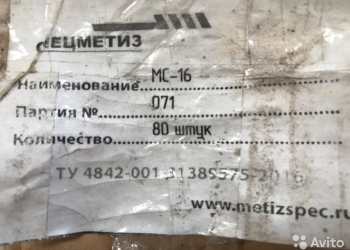 ЕЦМЕТИЗ
Наименование МС-16
Партия № 071
Количество 80 штук
ТУ 4842-001-31385575-2016
www.metizspec.ru
Avito